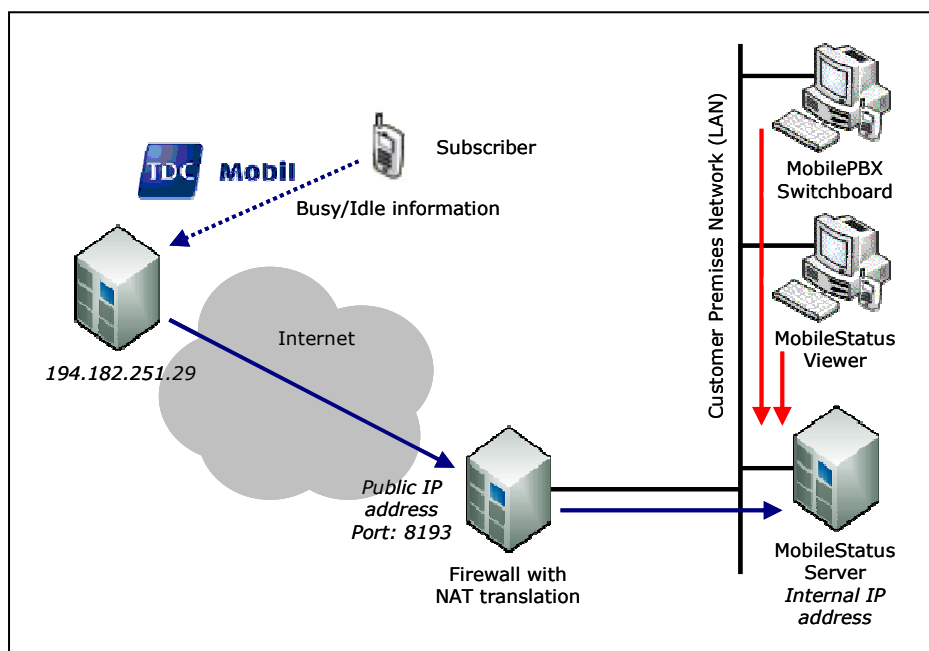 TDC Mobil
Subscriber
Busy/Idle information
194.182.251.29
Internet
Public IP
address
Port: 8193
Firewall with
NAT translation
Customer Premises Network (LAN)
MobilePBX
Switchboard
MobileStatus
Viewer
MobileStatus
Server
Internal IP
address